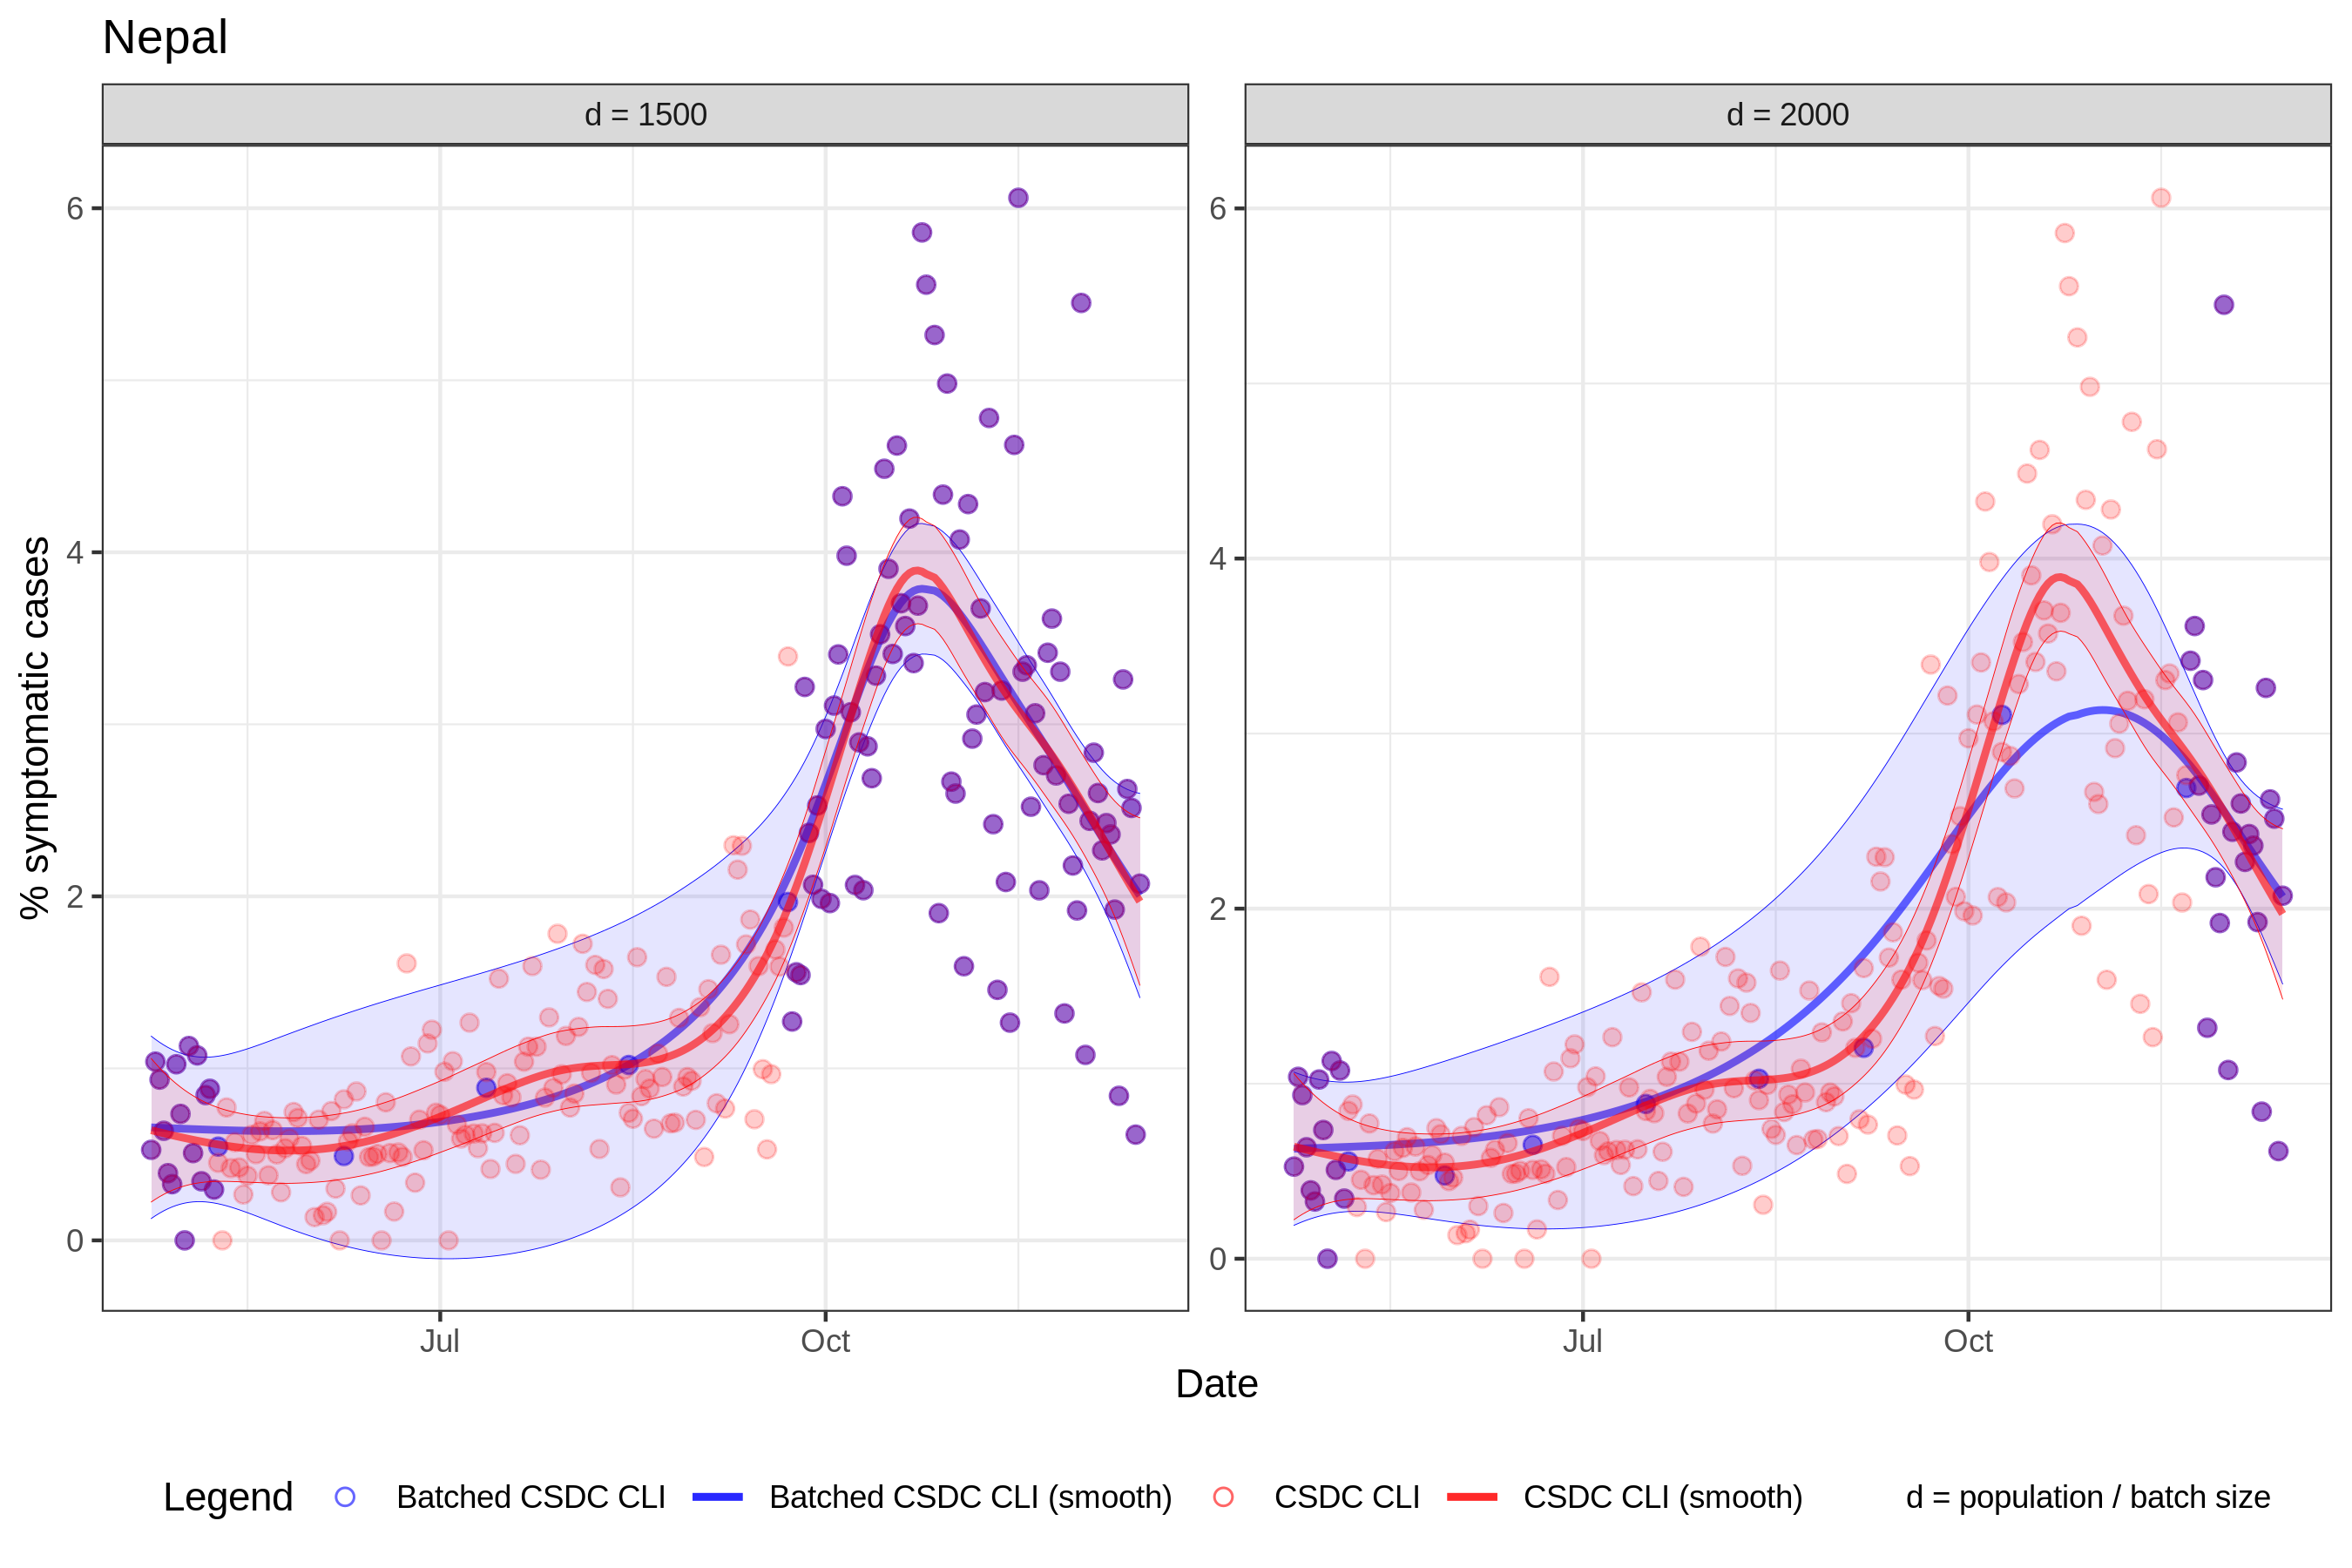 Nepal
d = 1500
d = 2000
% symptomatic cases
6
4
2
0
6
4
2
0
Jul
Oct
Jul
Oct
Date
Legend
Batched CSDC CLI
Batched CSDC CLI (smooth)
CSDC CLI
CSDC CLI (smooth)
d = population / batch size